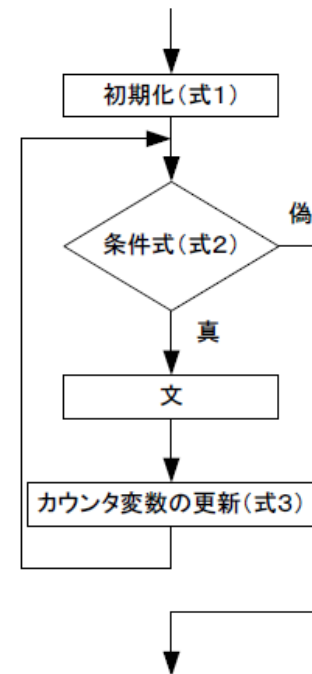 初期化(式1)
条件式(式2)
偽
真
文
カウンタ変数の更新(式3)